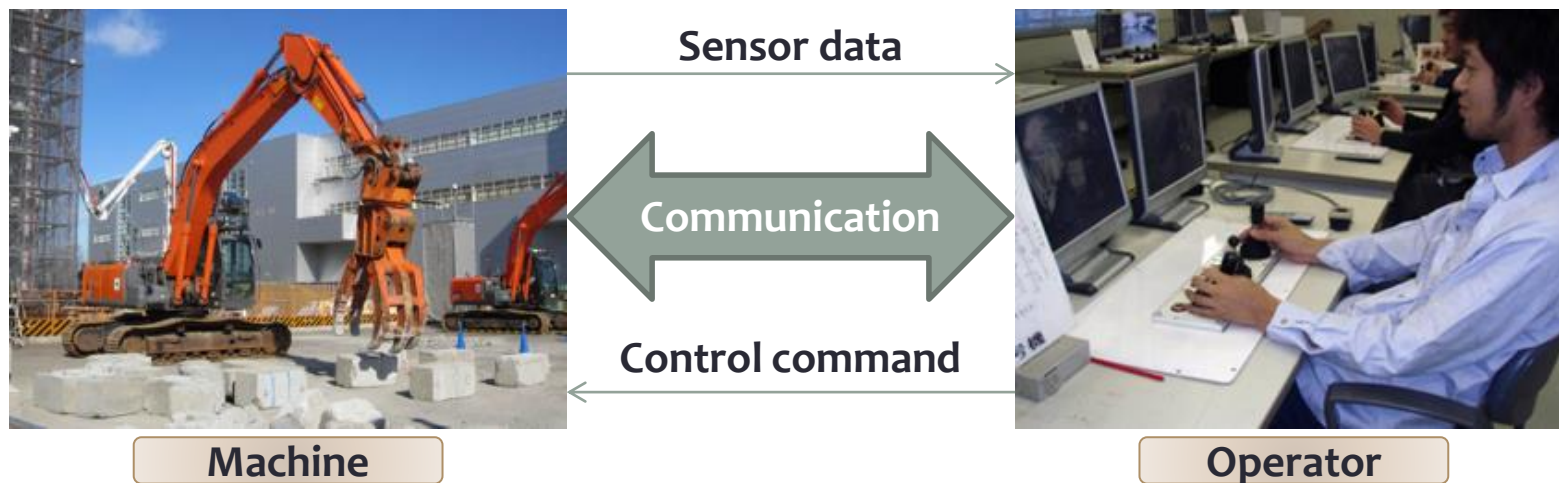 Sensor data
Communication
Control command
Machine
Operator